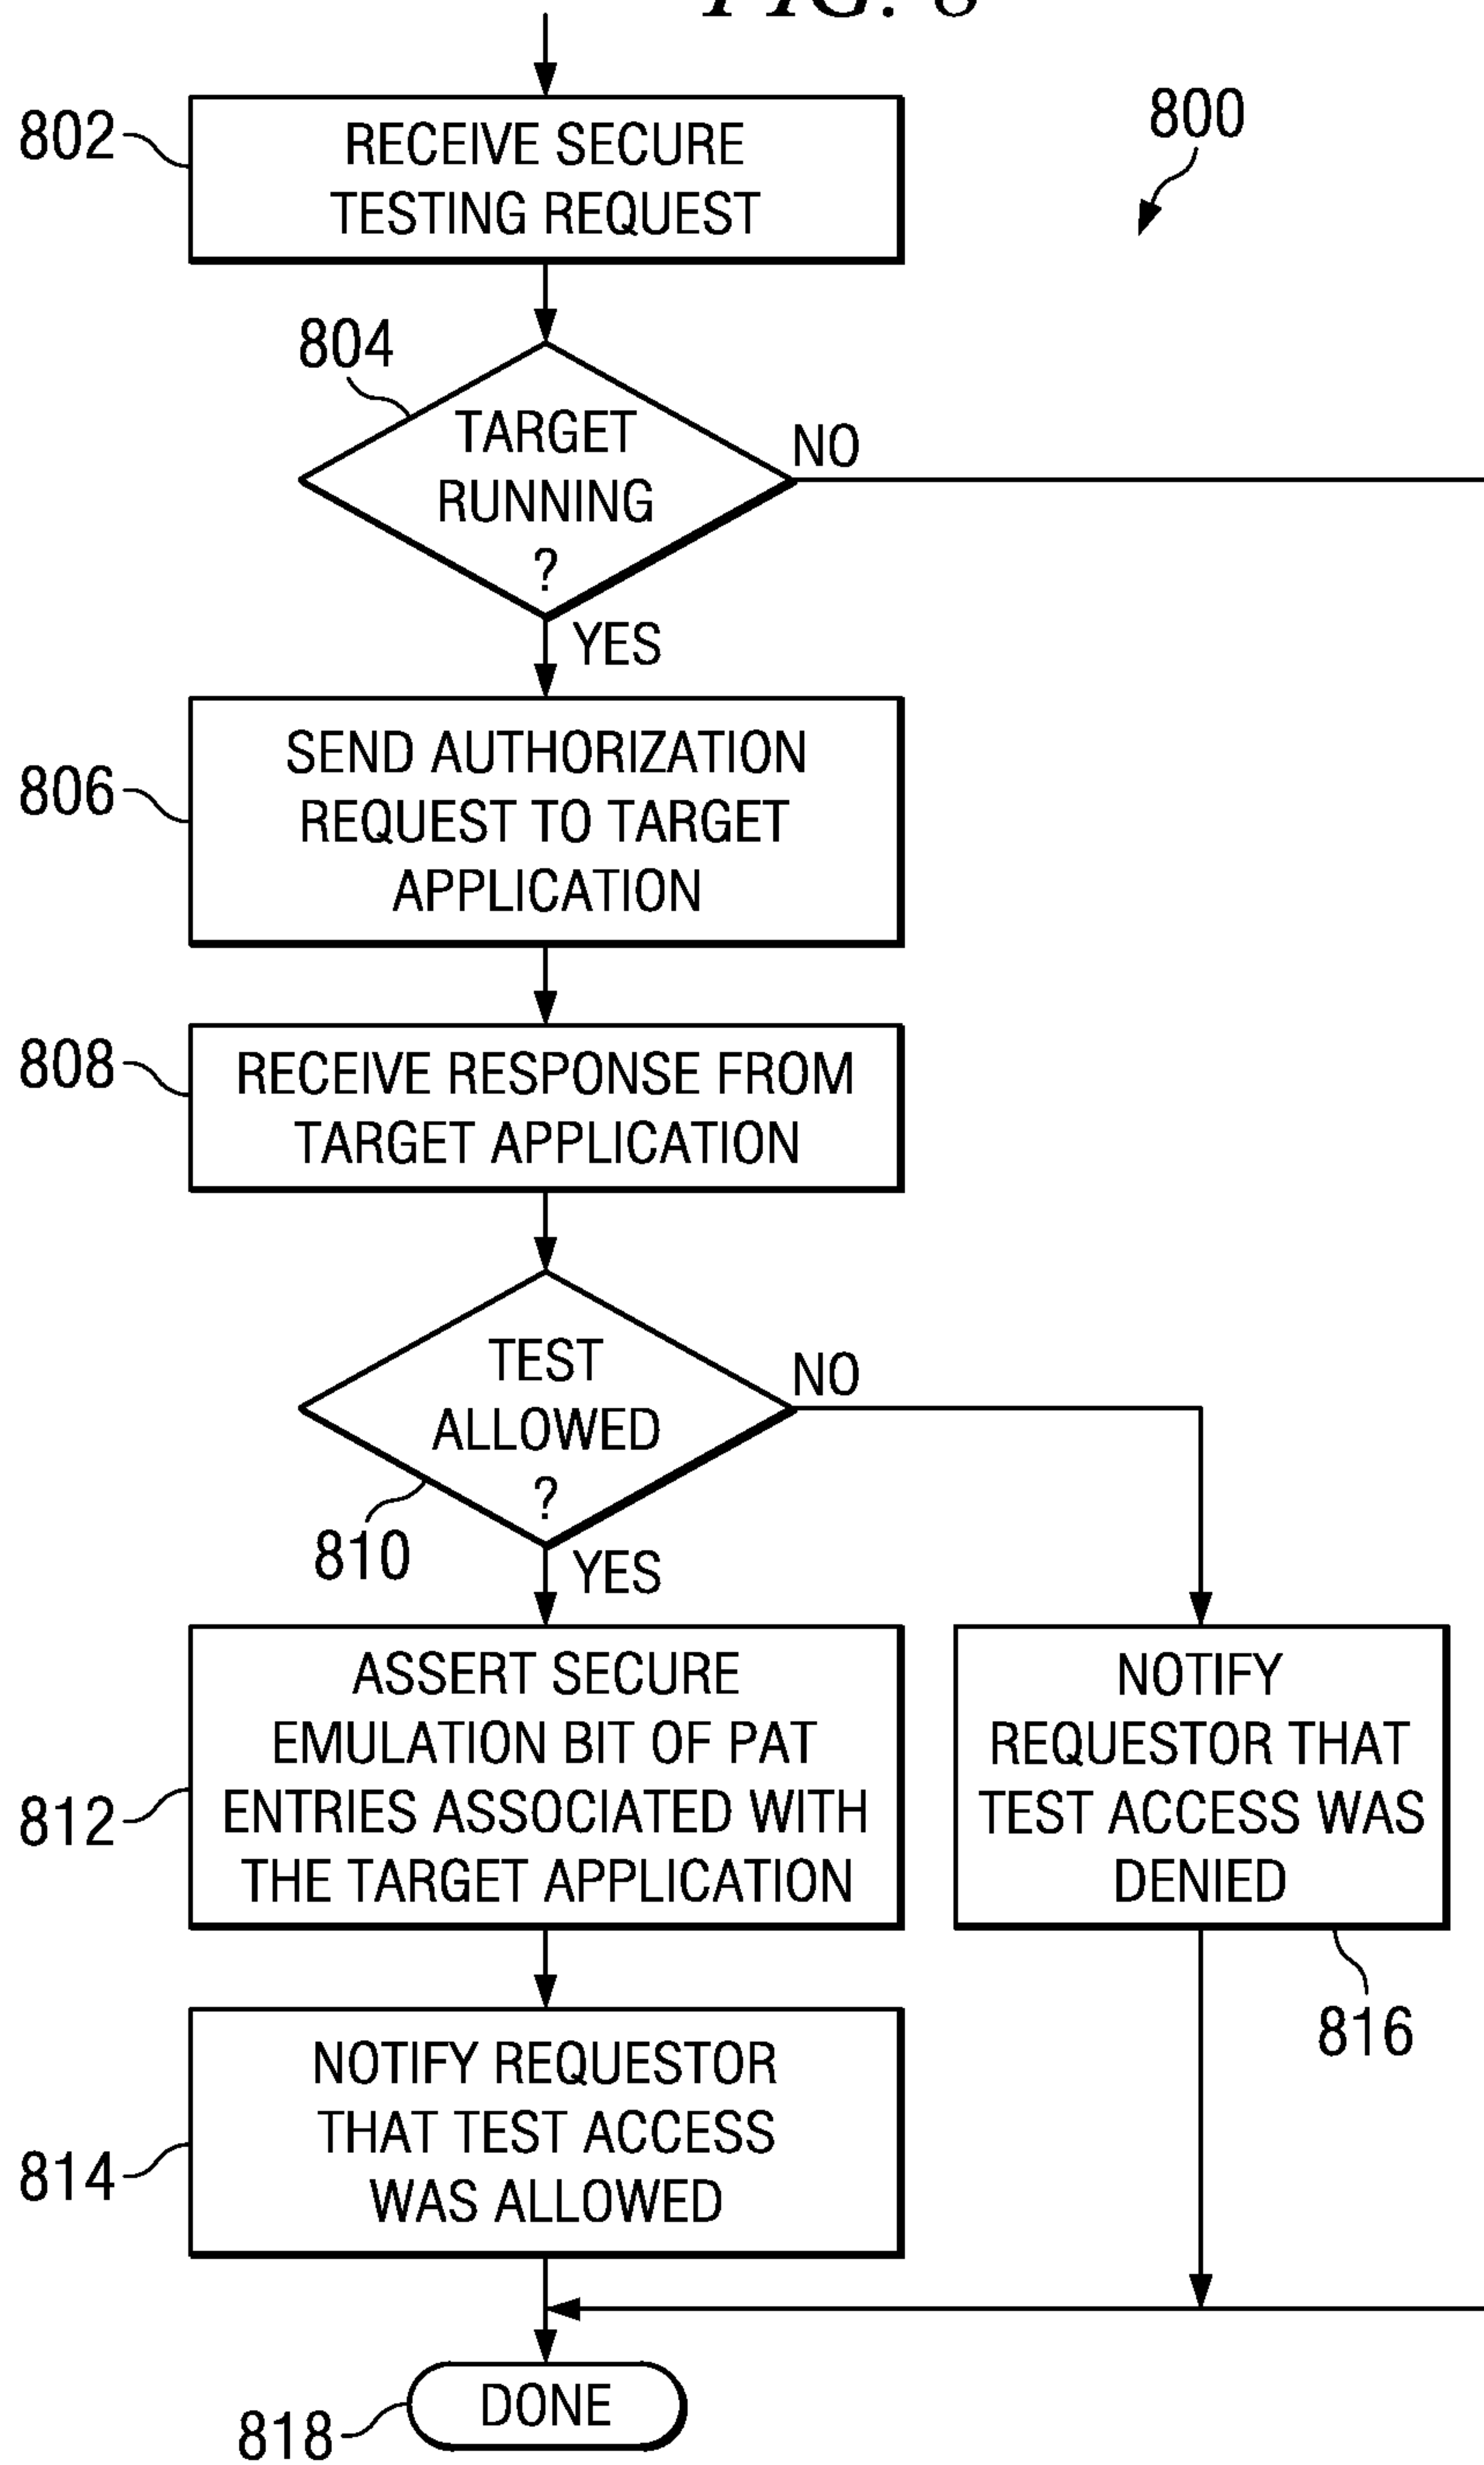 FIG. 8
800
802
RECEIVE SECURE
TESTING REQUEST
804
TARGET
RUNNING
?
NO
YES
806
SEND AUTHORIZATION
REQUEST TO TARGET
APPLICATION
808
RECEIVE RESPONSE FROM
TARGET APPLICATION
TEST
ALLOWED
?
NO
810
YES
812
ASSERT SECURE
EMULATION BIT OF PAT
ENTRIES ASSOCIATED WITH
THE TARGET APPLICATION
NOTIFY
REQUESTOR THAT
TEST ACCESS WAS
DENIED
816
814
NOTIFY REQUESTOR
THAT TEST ACCESS
WAS ALLOWED
DONE
818